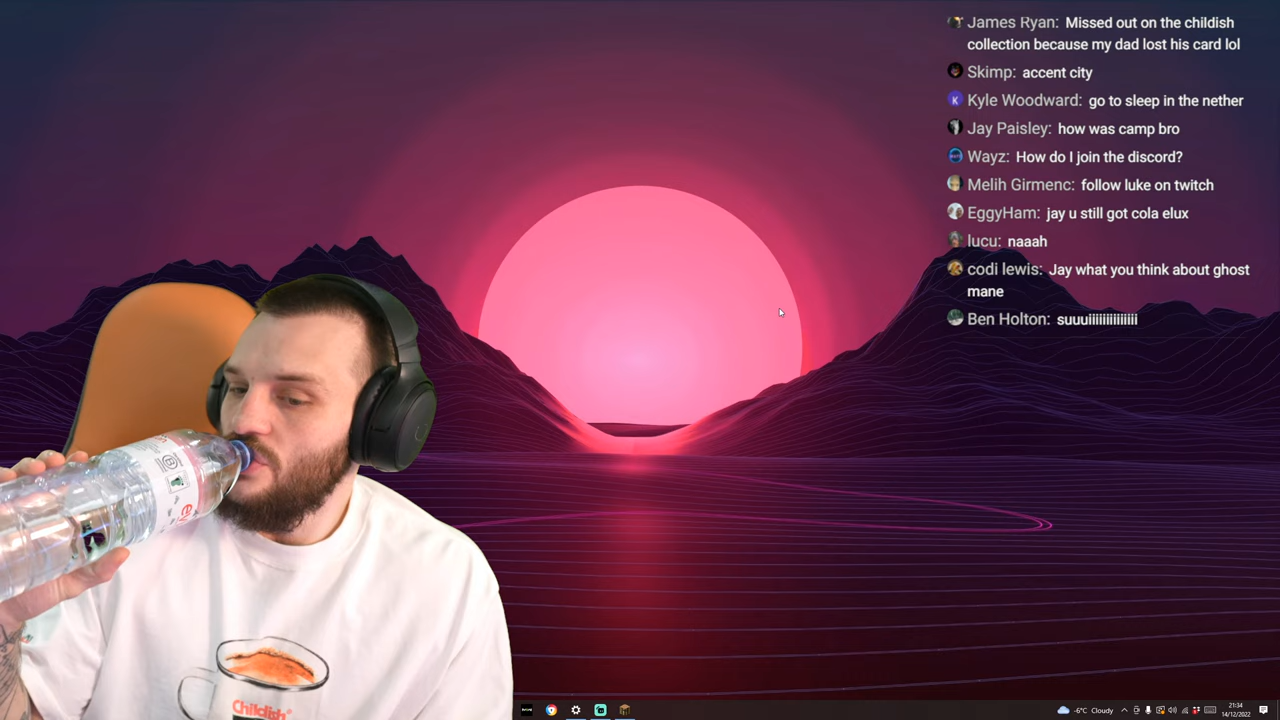 James Ryan: Missed out on the childish
collection because my dad lost his card lol
Skimp: accent city
K Kyle Woodward: go to sleep in the nether
Jay Paisley: how was camp bro
Wayz: How do I join the discord?
Melih Girmenc: follow luke on twitch
EggyHam: jay u still got cola elux
lucu: naaah
codi lewis: Jay what you think about ghost
mane
Ben Holton: suuuiiiiiiiiiiiiii
Childish
-6°C Cloudy
21:34
14/12/2022